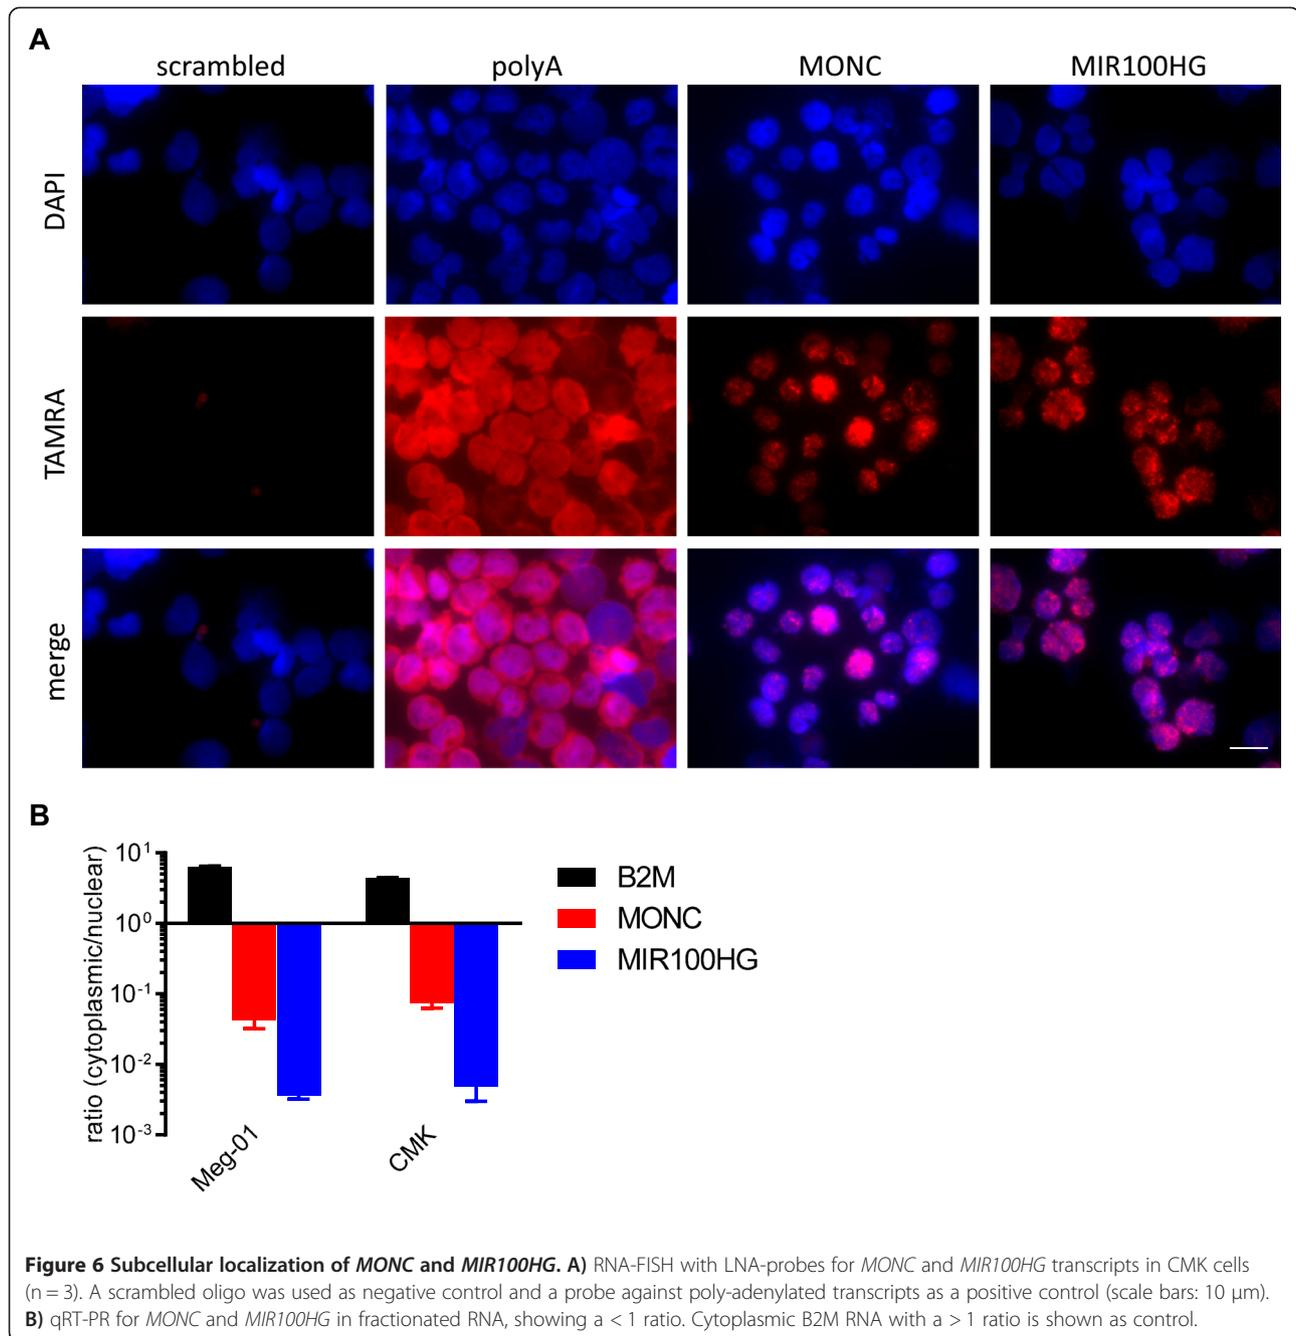 A
scrambled polyA MONC MIR100HG
DAPI
TAMRA
merge
B
ratio (cytoplasmic/nuclear)
10^1
10^0
10^-1
10^-2
10^-3
Meg-01 CMK
B2M
MONC
MIR100HG
Figure 6 Subcellular localization of MONC and MIR100HG. A) RNA-FISH with LNA-probes for MONC and MIR100HG transcripts in CMK cells
(n = 3). A scrambled oligo was used as negative control and a probe against poly-adenylated transcripts as a positive control (scale bars: 10 μm).
B) qRT-PR for MONC and MIR100HG in fractionated RNA, showing a < 1 ratio. Cytoplasmic B2M RNA with a > 1 ratio is shown as control.